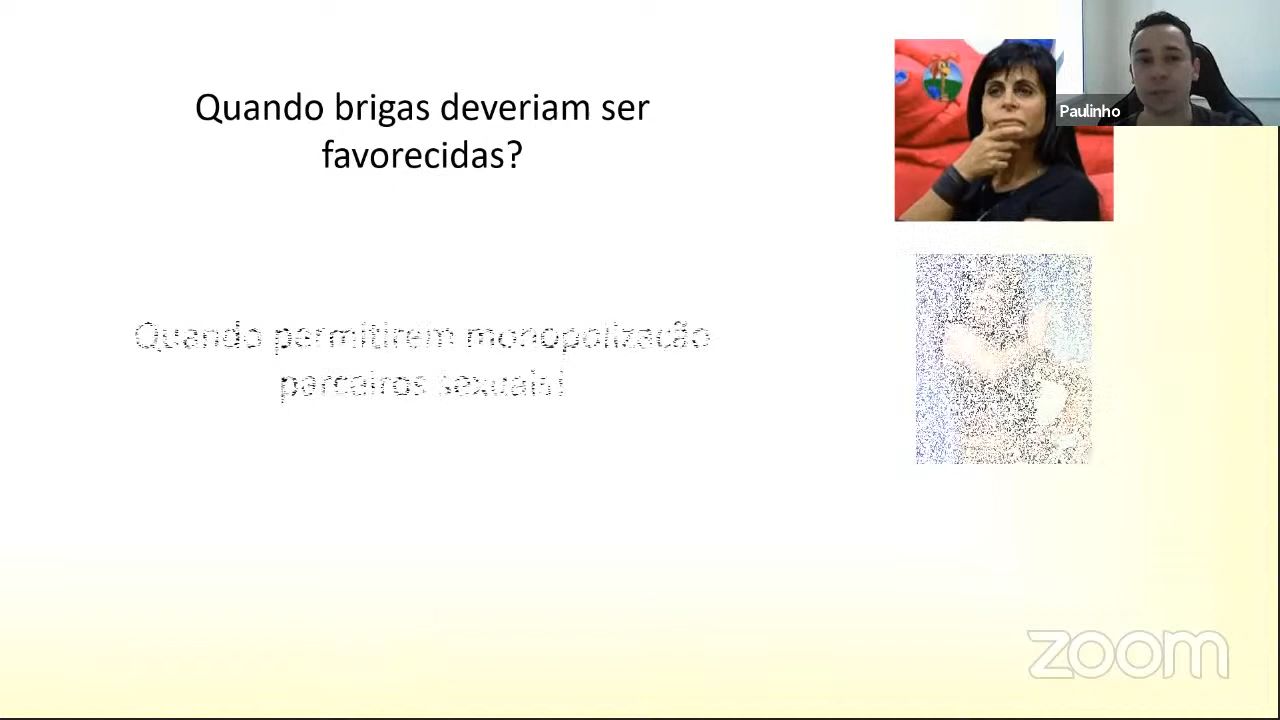 Quando brigas deveriam ser
favorecidas?
Paulinho
Quando permitirem monopolização
parceiros sexuais!
zoom